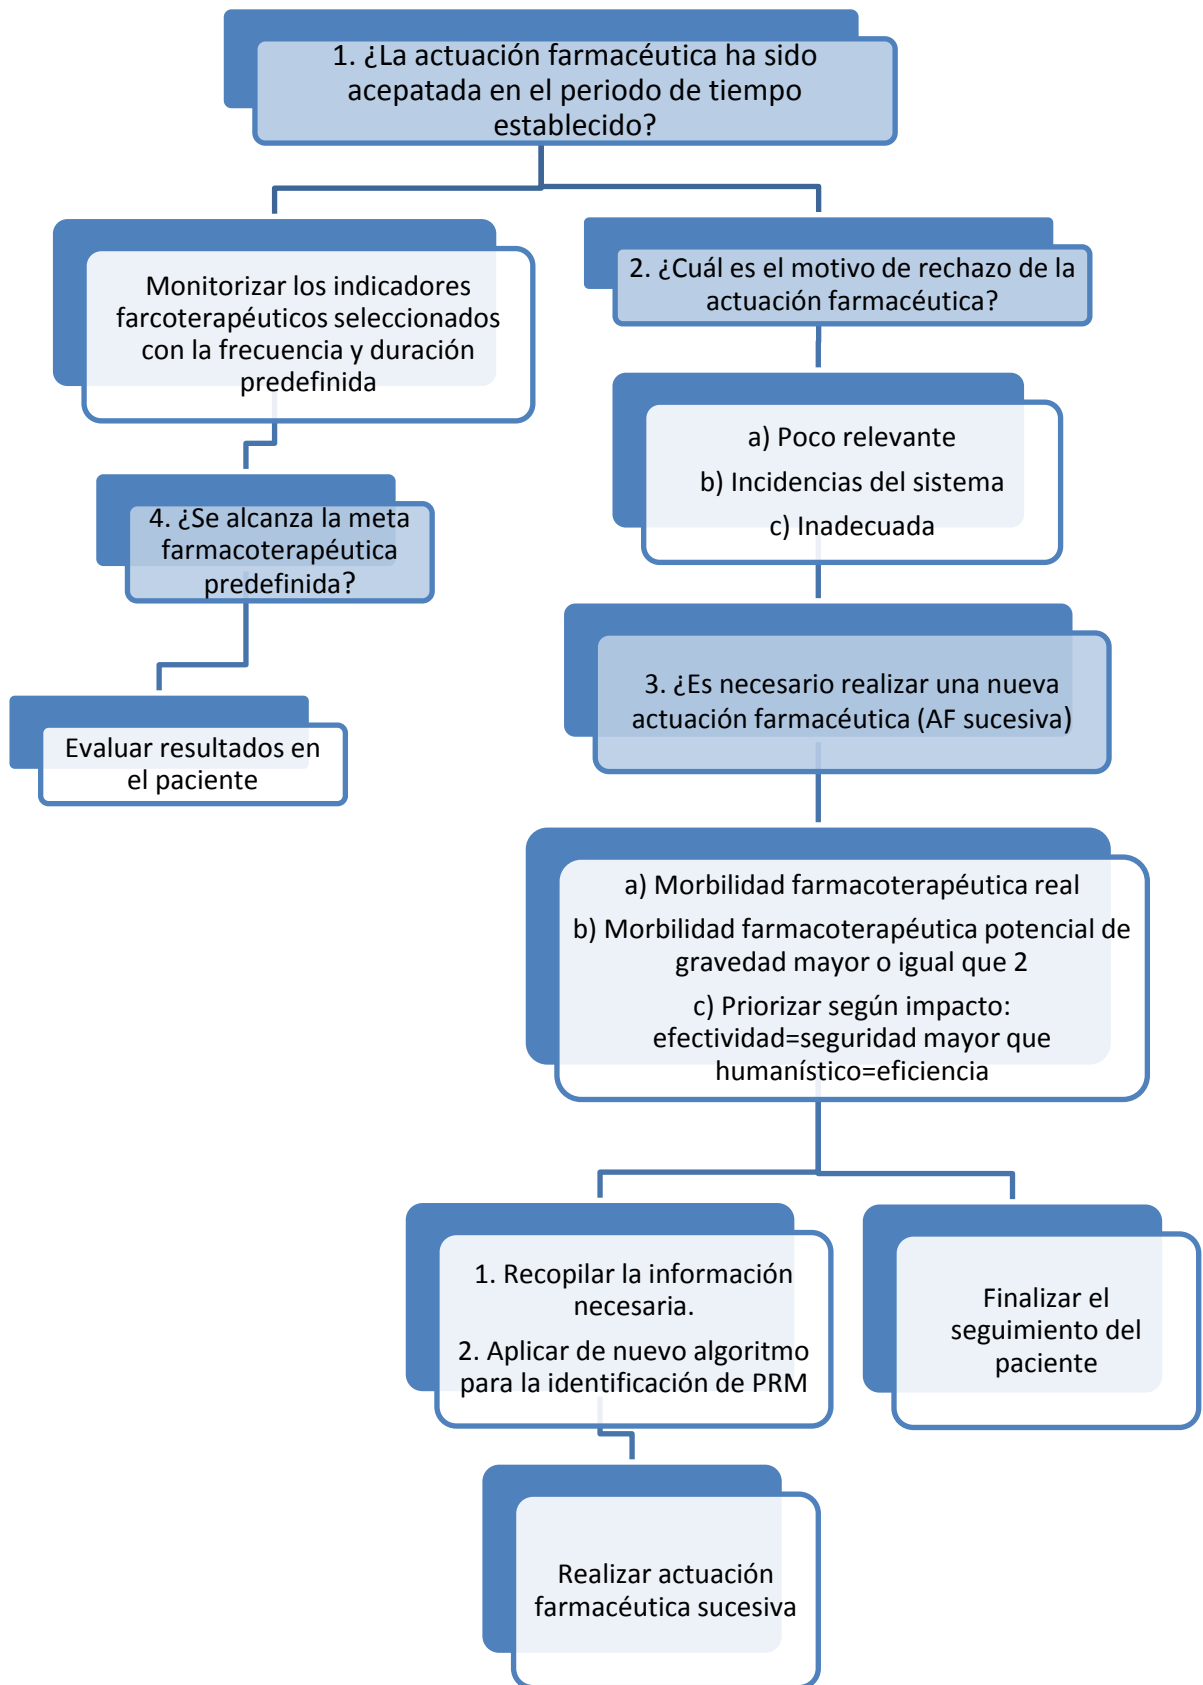 1. ¿La actuación farmacéutica ha sido
acepatada en el periodo de tiempo
establecido?
Monitorizar los indicadores
farcoterapéuticos seleccionados
con la frecuencia y duración
predefinida
2. ¿Cuál es el motivo de rechazo de la
actuación farmacéutica?
a) Poco relevante
b) Incidencias del sistema
c) Inadecuada
4. ¿Se alcanza la meta
farmacoterapéutica
predefinida?
3. ¿Es necesario realizar una nueva
actuación farmacéutica (AF sucesiva)
Evaluar resultados en
el paciente
a) Morbilidad farmacoterapéutica real
b) Morbilidad farmacoterapéutica potencial de
gravedad mayor o igual que 2
c) Priorizar según impacto:
efectividad=seguridad mayor que
humanístico=eficiencia
1. Recopilar la información
necesaria.
2. Aplicar de nuevo algoritmo
para la identificación de PRM
Finalizar el
seguimiento del
paciente
Realizar actuación
farmacéutica sucesiva